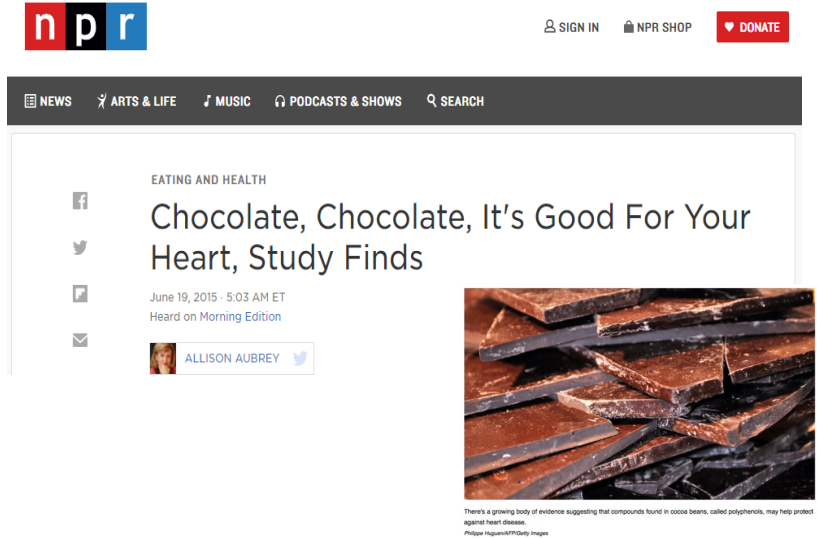 npr
SIGN IN NPR SHOP DONATE
NEWS ARTS & LIFE MUSIC PODCASTS & SHOWS SEARCH
EATING AND HEALTH
Chocolate, Chocolate, It's Good For Your
Heart, Study Finds
June 19, 2015 · 5:03 AM ET
Heard on Morning Edition
ALLISON AUBREY
There's a growing body of evidence suggesting that compounds found in cocoa beans, called polyphenols, may help protect
against heart disease.
Philippe Huguen/AFP/Getty Images